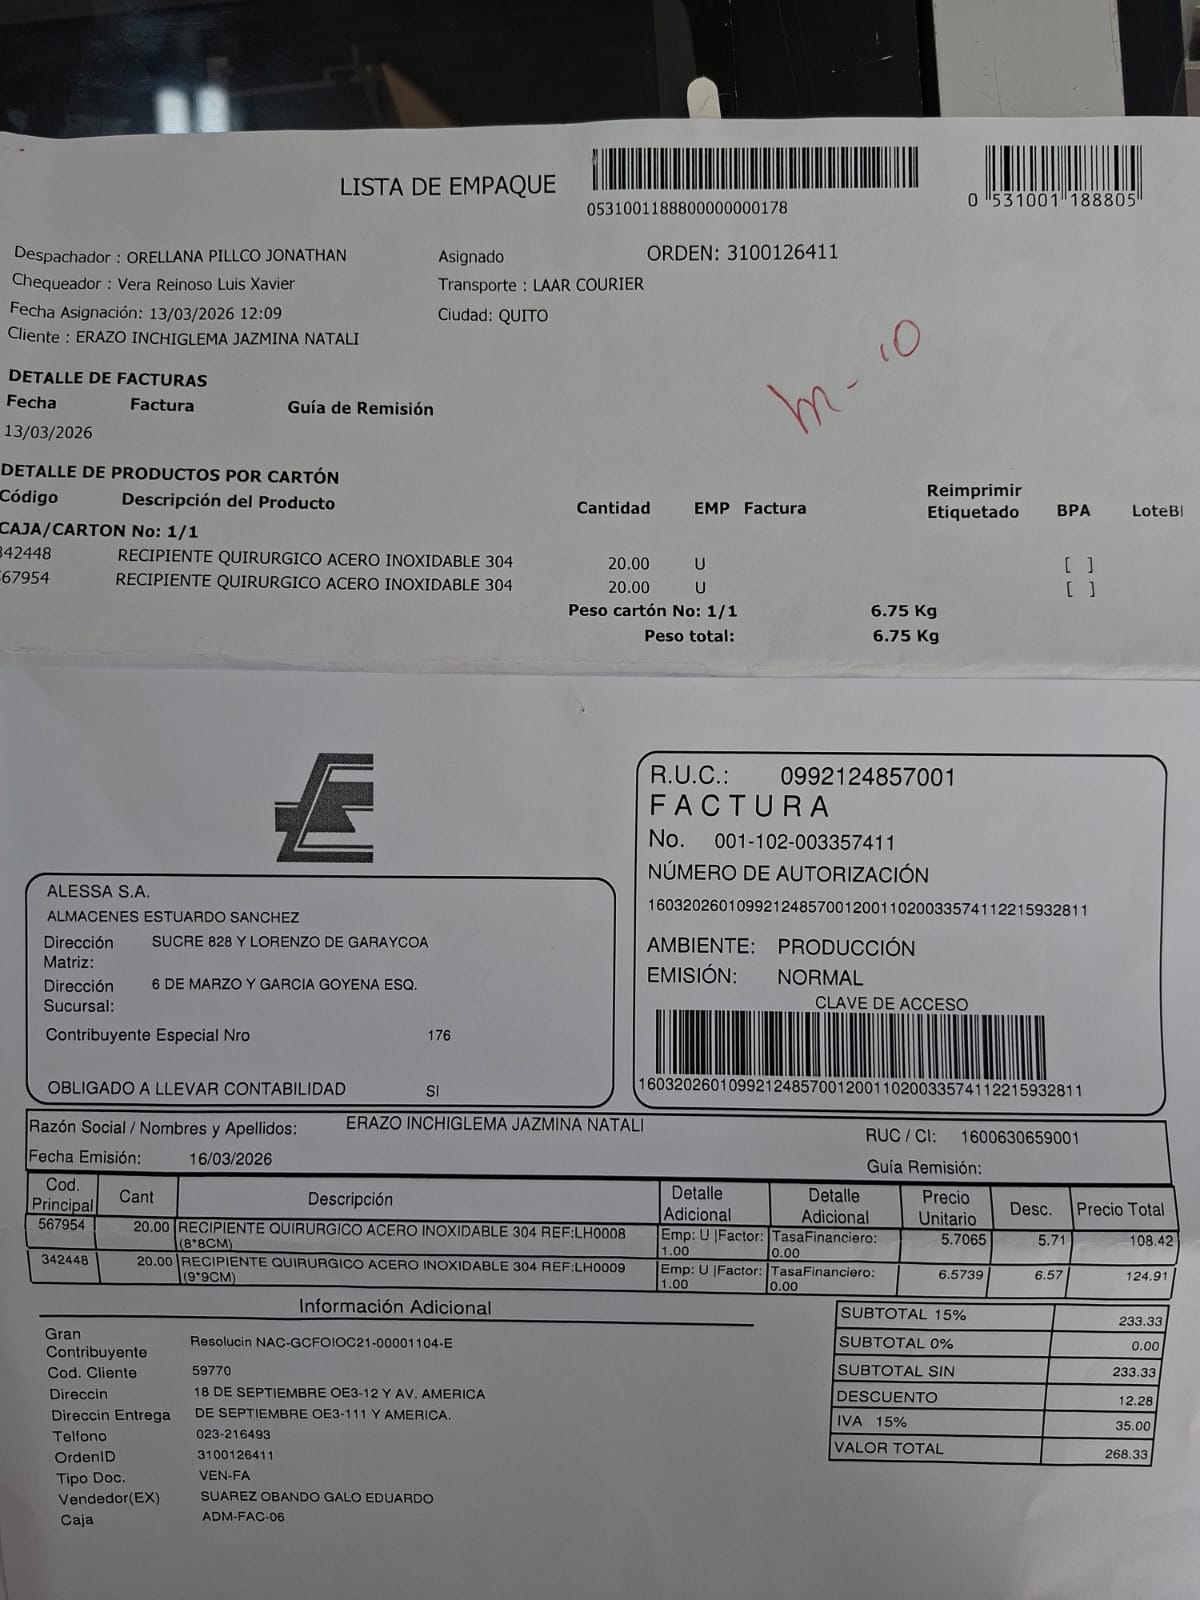 LISTA DE EMPAQUE
0531001188800000000178
0 531001 188805
Despachador : ORELLANA PILLCO JONATHAN
Asignado
ORDEN: 3100126411
Chequeador : Vera Reinoso Luis Xavier
Transporte : LAAR COURIER
Fecha Asignación: 13/03/2026 12:09
Ciudad: QUITO
Cliente : ERAZO INCHIGLEMA JAZMINA NATALI
DETALLE DE FACTURAS
Fecha Factura Guía de Remisión
13/03/2026
DETALLE DE PRODUCTOS POR CARTÓN
Código Descripción del Producto Cantidad EMP Factura Reimprimir Etiquetado BPA LoteBI
CAJA/CARTON No: 1/1
342448 RECIPIENTE QUIRURGICO ACERO INOXIDABLE 304 20.00 U [ ]
567954 RECIPIENTE QUIRURGICO ACERO INOXIDABLE 304 20.00 U [ ]
Peso cartón No: 1/1 6.75 Kg
Peso total: 6.75 Kg
R.U.C.: 0992124857001
FACTURA
No. 001-102-003357411
NÚMERO DE AUTORIZACIÓN
1603202601099212485700120011020033574112215932811
AMBIENTE: PRODUCCIÓN
EMISIÓN: NORMAL
CLAVE DE ACCESO
1603202601099212485700120011020033574112215932811
ALESSA S.A.
ALMACENES ESTUARDO SANCHEZ
Dirección Matriz: SUCRE 828 Y LORENZO DE GARAYCOA
Dirección Sucursal: 6 DE MARZO Y GARCIA GOYENA ESQ.
Contribuyente Especial Nro 176
OBLIGADO A LLEVAR CONTABILIDAD SI
Razón Social / Nombres y Apellidos: ERAZO INCHIGLEMA JAZMINA NATALI RUC / CI: 1600630659001
Fecha Emisión: 16/03/2026 Guía Remisión:
Cod. Principal Cant Descripción Detalle Adicional Detalle Adicional Precio Unitario Desc. Precio Total
567954 20.00 RECIPIENTE QUIRURGICO ACERO INOXIDABLE 304 REF:LH0008 (8*8CM) Emp: U |Factor: 1.00 TasaFinanciero: 0.00 5.7065 5.71 108.42
342448 20.00 RECIPIENTE QUIRURGICO ACERO INOXIDABLE 304 REF:LH0009 (9*9CM) Emp: U |Factor: 1.00 TasaFinanciero: 0.00 6.5739 6.57 124.91
Información Adicional
Gran Contribuyente Resolucin NAC-GCFOIOC21-00001104-E
Cod. Cliente 59770
Direccin 18 DE SEPTIEMBRE OE3-12 Y AV. AMERICA
Direccin Entrega DE SEPTIEMBRE OE3-111 Y AMERICA.
Telfono 023-216493
OrdenID 3100126411
Tipo Doc. VEN-FA
Vendedor(EX) SUAREZ OBANDO GALO EDUARDO
Caja ADM-FAC-06
SUBTOTAL 15% 233.33
SUBTOTAL 0% 0.00
SUBTOTAL SIN 233.33
DESCUENTO 12.28
IVA 15% 35.00
VALOR TOTAL 268.33